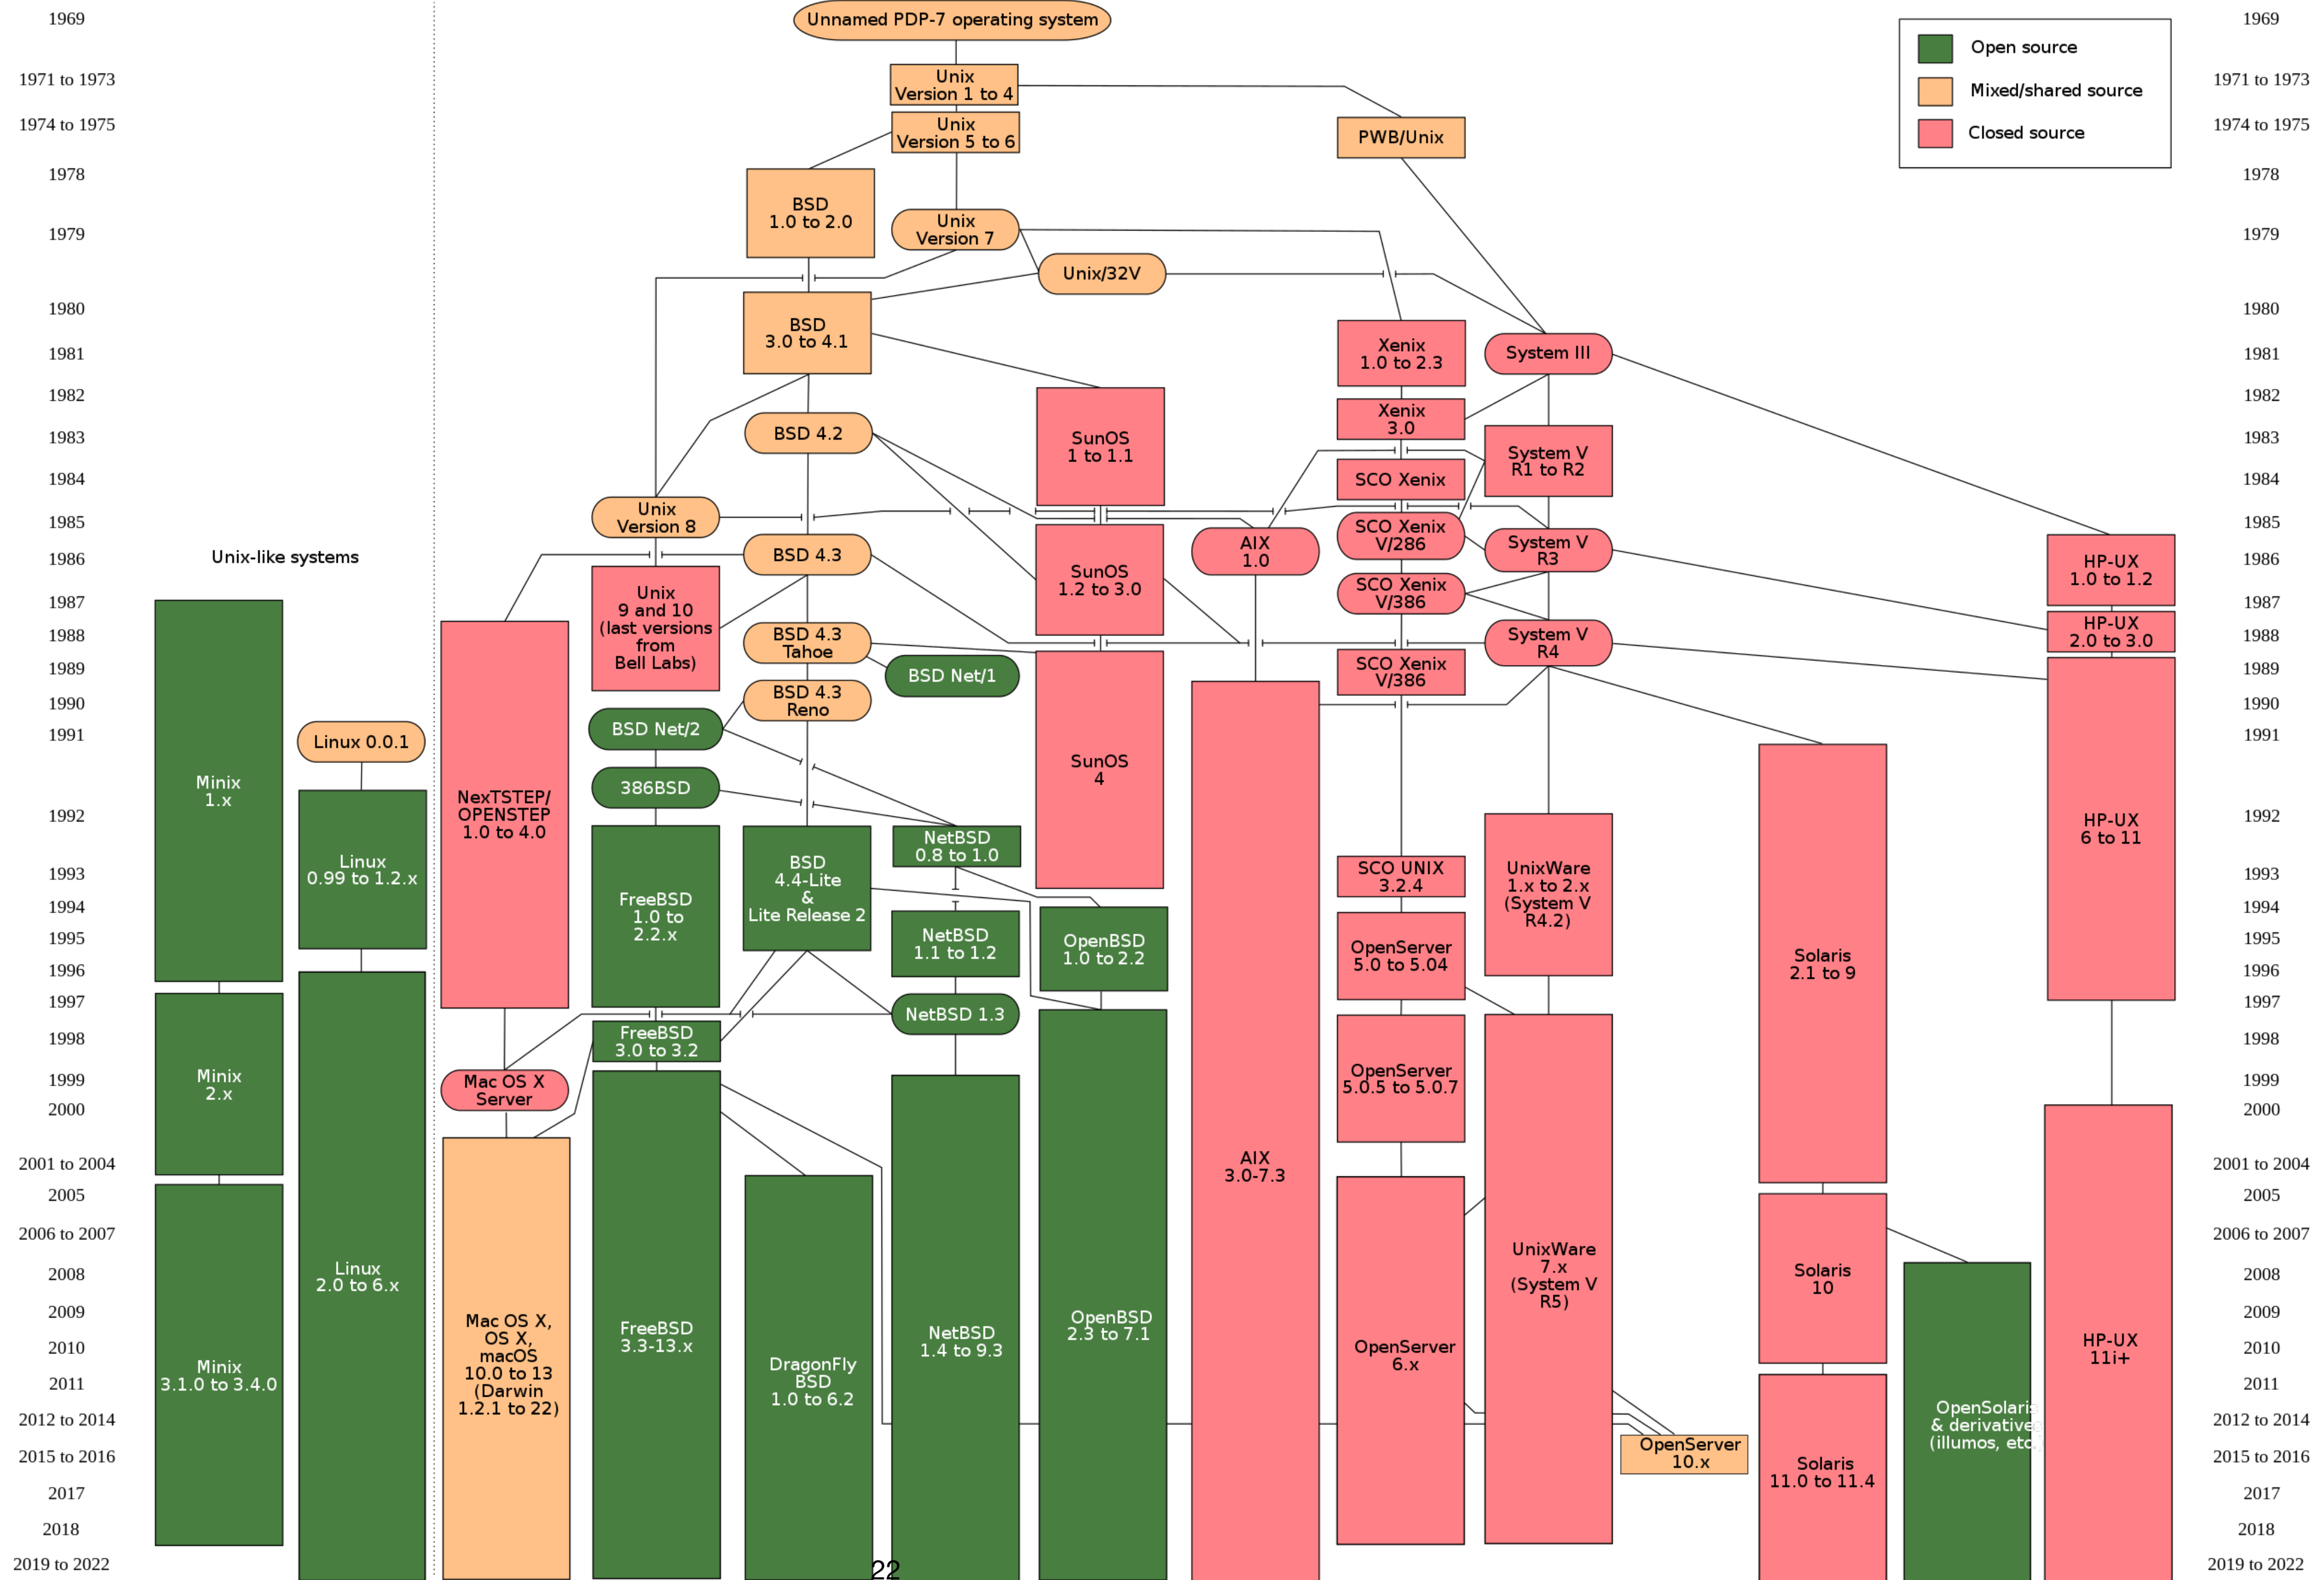 1969
1971 to 1973
1974 to 1975
1978
1979
1980
1981
1982
1983
1984
1985
1986
1987
1988
1989
1990
1991
1992
1993
1994
1995
1996
1997
1998
1999
2000
2001 to 2004
2005
2006 to 2007
2008
2009
2010
2011
2012 to 2014
2015 to 2016
2017
2018
2019 to 2022
Unix-like systems
Minix
1.x
Minix
2.x
Minix
3.1.0 to 3.4.0
Linux 0.0.1
Linux
0.99 to 1.2.x
Linux
2.0 to 6.x
NexTSTEP/
OPENSTEP
1.0 to 4.0
Mac OS X
Server
Mac OS X,
OS X,
macOS
10.0 to 13
(Darwin
1.2.1 to 22)
Unix
Version 8
Unix
9 and 10
(last versions
from
Bell Labs)
BSD Net/2
386BSD
FreeBSD
1.0 to
2.2.x
FreeBSD
3.0 to 3.2
FreeBSD
3.3-13.x
BSD
1.0 to 2.0
BSD
3.0 to 4.1
BSD 4.2
BSD 4.3
BSD 4.3
Tahoe
BSD 4.3
Reno
BSD
4.4-Lite
&
Lite Release 2
DragonFly
BSD
1.0 to 6.2
Unnamed PDP-7 operating system
Unix
Version 1 to 4
Unix
Version 5 to 6
Unix
Version 7
BSD Net/1
NetBSD
0.8 to 1.0
NetBSD
1.1 to 1.2
NetBSD 1.3
NetBSD
1.4 to 9.3
22
Unix/32V
SunOS
1 to 1.1
SunOS
1.2 to 3.0
SunOS
4
OpenBSD
1.0 to 2.2
OpenBSD
2.3 to 7.1
AIX
1.0
AIX
3.0-7.3
PWB/Unix
Xenix
1.0 to 2.3
Xenix
3.0
SCO Xenix
SCO Xenix
V/286
SCO Xenix
V/386
SCO Xenix
V/386
SCO UNIX
3.2.4
OpenServer
5.0 to 5.04
OpenServer
5.0.5 to 5.0.7
OpenServer
6.x
System III
System V
R1 to R2
System V
R3
System V
R4
UnixWare
1.x to 2.x
(System V
R4.2)
UnixWare
7.x
(System V
R5)
OpenServer
10.x
Solaris
2.1 to 9
Solaris
10
Solaris
11.0 to 11.4
OpenSolaris
& derivatives
(illumos, etc.)
HP-UX
1.0 to 1.2
HP-UX
2.0 to 3.0
HP-UX
6 to 11
HP-UX
11i+
Open source
Mixed/shared source
Closed source
1969
1971 to 1973
1974 to 1975
1978
1979
1980
1981
1982
1983
1984
1985
1986
1987
1988
1989
1990
1991
1992
1993
1994
1995
1996
1997
1998
1999
2000
2001 to 2004
2005
2006 to 2007
2008
2009
2010
2011
2012 to 2014
2015 to 2016
2017
2018
2019 to 2022